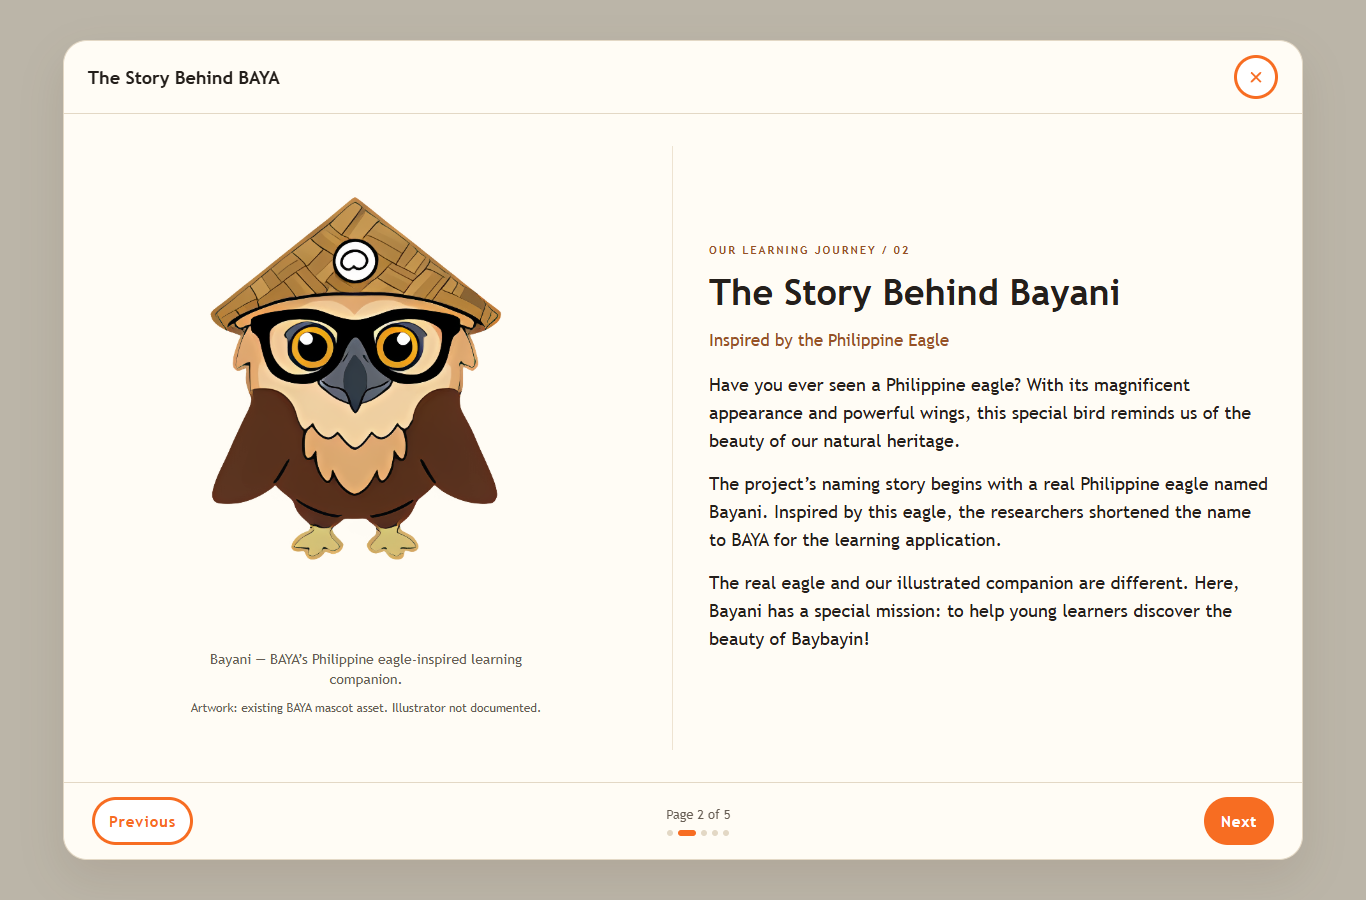 The Story Behind BAYA
OUR LEARNING JOURNEY / 02
The Story Behind Bayani
Inspired by the Philippine Eagle
Have you ever seen a Philippine eagle? With its magnificent
appearance and powerful wings, this special bird reminds us of the
beauty of our natural heritage.
The project’s naming story begins with a real Philippine eagle named
Bayani. Inspired by this eagle, the researchers shortened the name
to BAYA for the learning application.
The real eagle and our illustrated companion are different. Here,
Bayani has a special mission: to help young learners discover the
beauty of Baybayin!
Bayani — BAYA’s Philippine eagle-inspired learning
companion.
Artwork: existing BAYA mascot asset. Illustrator not documented.
Previous
Page 2 of 5
Next